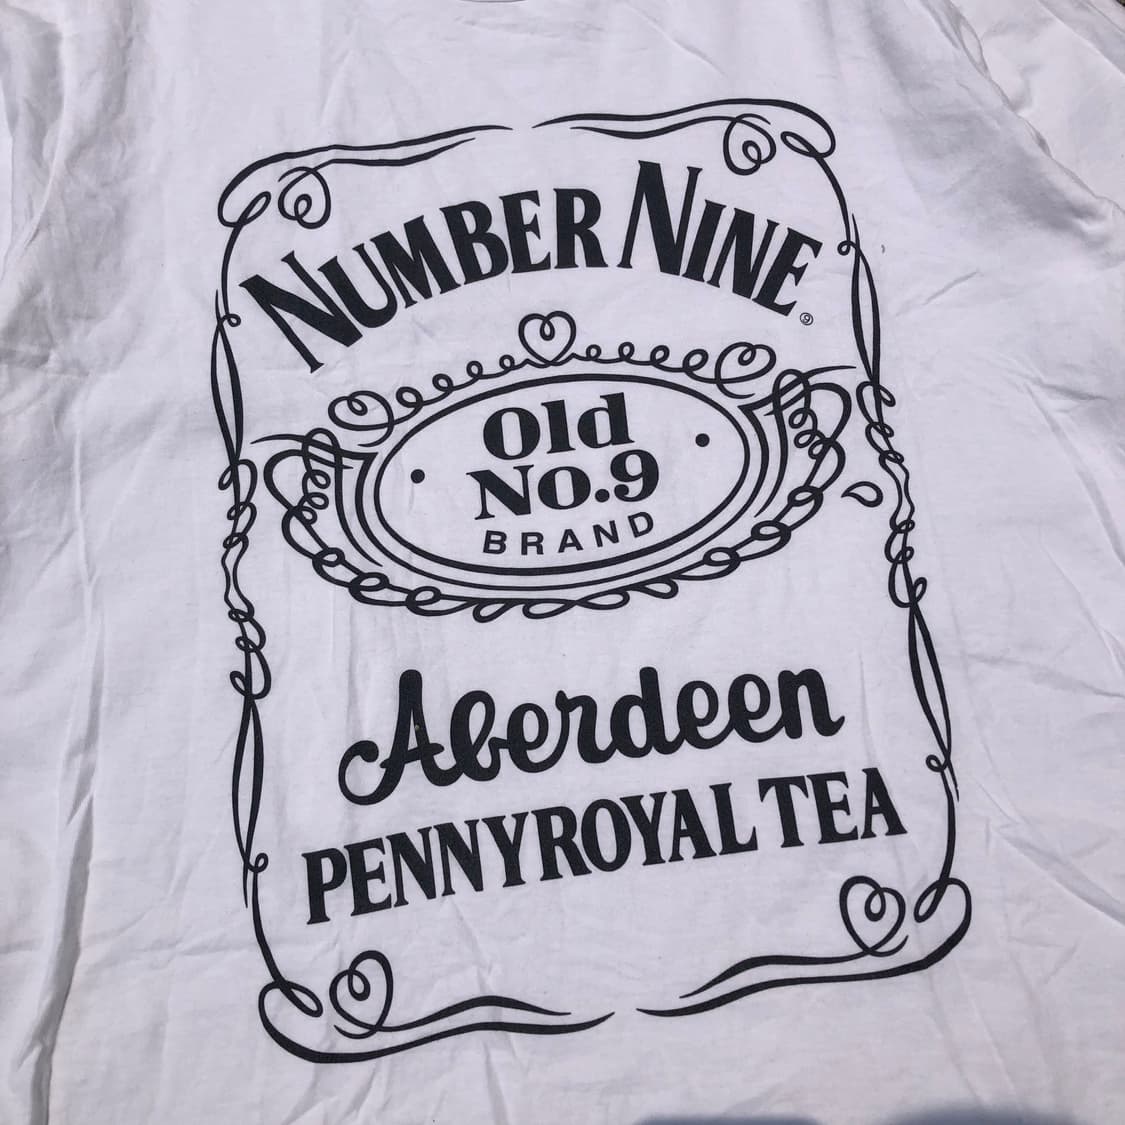 NUMBER NINE
Old
No.9
BRAND
Aberdeen
PENNYROYAL TEA